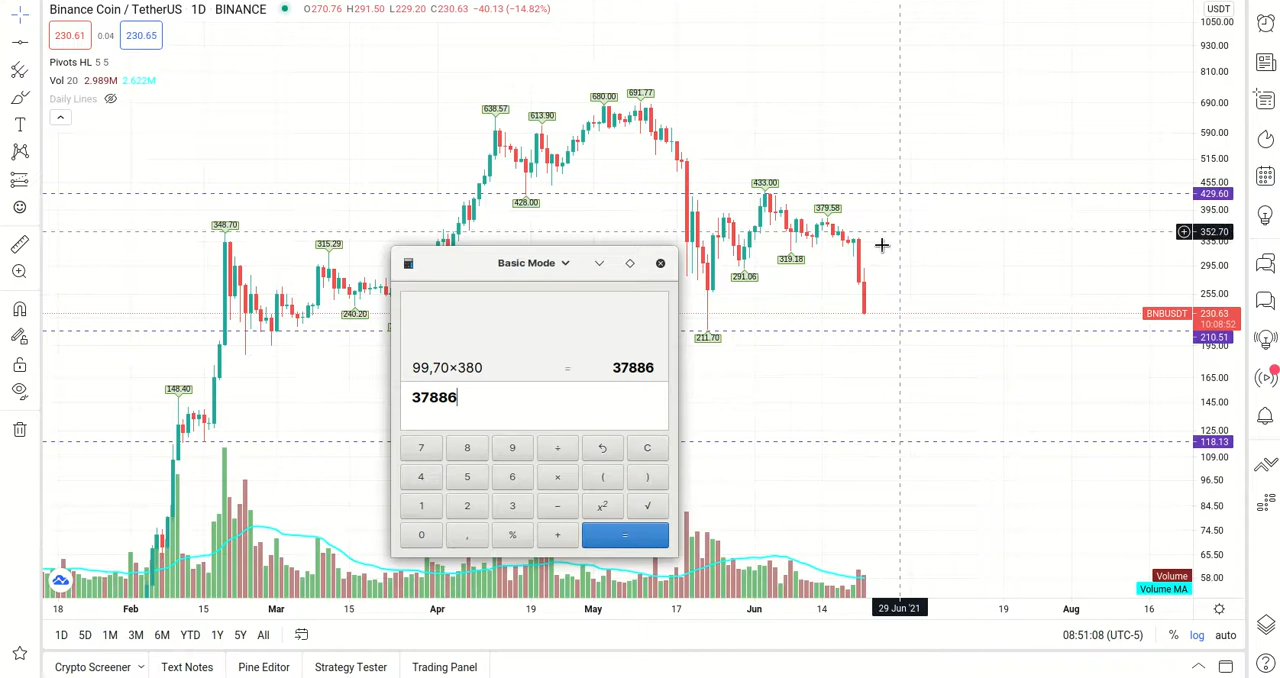 Binance Coin / TetherUS · 1D · BINANCE O270.76 H291.50 L229.20 C230.63 −40.13 (−14.82%)
USDT
230.61 0.04 230.65
Pivots HL 5 5
Vol 20 2.989M 2.622M
Daily Lines
1050.00
930.00
810.00
690.00
590.00
515.00
455.00
429.60
395.00
352.70
335.00
295.00
255.00
BNBUSDT 230.63
10:08:52
210.51
195.00
165.00
145.00
125.00
118.13
109.00
96.50
84.50
74.50
65.50
58.00
691.77
680.00
638.57
613.90
428.00
433.00
379.58
348.70
315.29
319.18
291.06
240.20
211.70
148.40
Basic Mode
99,70×380 = 37886
37886
7 8 9 ÷ C
4 5 6 × ( )
1 2 3 − x² √
0 , % + =
Volume
Volume MA
18 Feb 15 Mar 15 Apr 19 May 17 Jun 14 29 Jun '21 19 Aug 16
1D 5D 1M 3M 6M YTD 1Y 5Y All
08:51:08 (UTC-5) % log auto
Crypto Screener Text Notes Pine Editor Strategy Tester Trading Panel